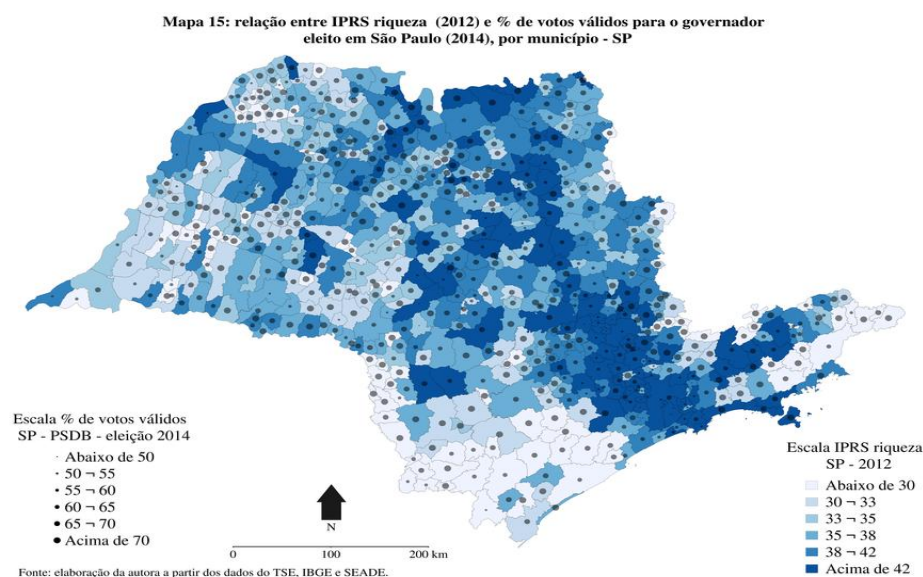 Mapa 15: relação entre IPRS riqueza (2012) e % de votos válidos para o governador
eleito em São Paulo (2014), por município - SP
Escala % de votos válidos
SP - PSDB - eleição 2014
Abaixo de 50
50 ¬ 55
55 ¬ 60
60 ¬ 65
65 ¬ 70
Acima de 70
N
0 100 200 km
Escala IPRS riqueza
SP - 2012
Abaixo de 30
30 ¬ 33
33 ¬ 35
35 ¬ 38
38 ¬ 42
Acima de 42
Fonte: elaboração da autora a partir dos dados do TSE, IBGE e SEADE.